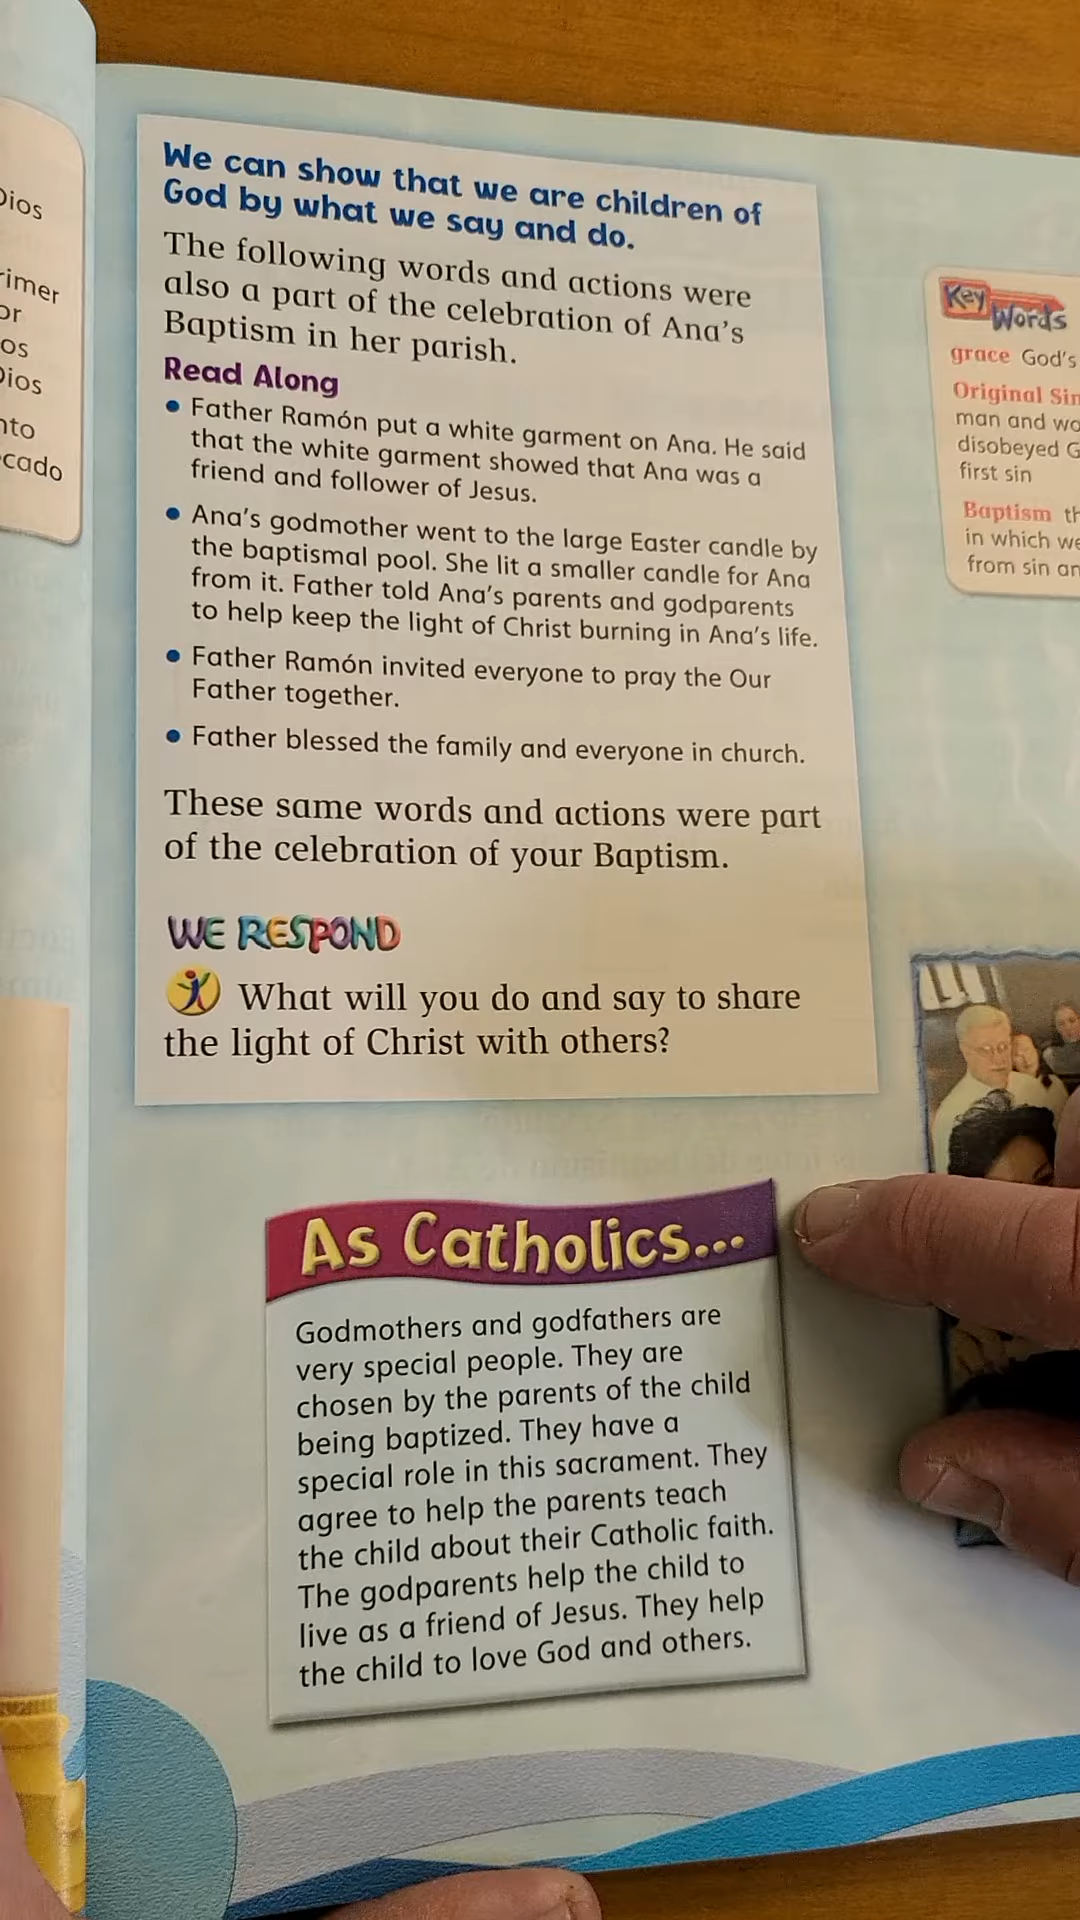 Dios
rimer
or
os
Dios
nto
cado
We can show that we are children of
God by what we say and do.
The following words and actions were
also a part of the celebration of Ana's
Baptism in her parish.
Read Along
• Father Ramón put a white garment on Ana. He said
that the white garment showed that Ana was a
friend and follower of Jesus.
• Ana's godmother went to the large Easter candle by
the baptismal pool. She lit a smaller candle for Ana
from it. Father told Ana's parents and godparents
to help keep the light of Christ burning in Ana's life.
• Father Ramón invited everyone to pray the Our
Father together.
• Father blessed the family and everyone in church.
These same words and actions were part
of the celebration of your Baptism.
WE RESPOND
What will you do and say to share
the light of Christ with others?
As Catholics...
Godmothers and godfathers are
very special people. They are
chosen by the parents of the child
being baptized. They have a
special role in this sacrament. They
agree to help the parents teach
the child about their Catholic faith.
The godparents help the child to
live as a friend of Jesus. They help
the child to love God and others.
Key
Words
grace God's
Original Sin
man and wo
disobeyed G
first sin
Baptism th
in which we
from sin an